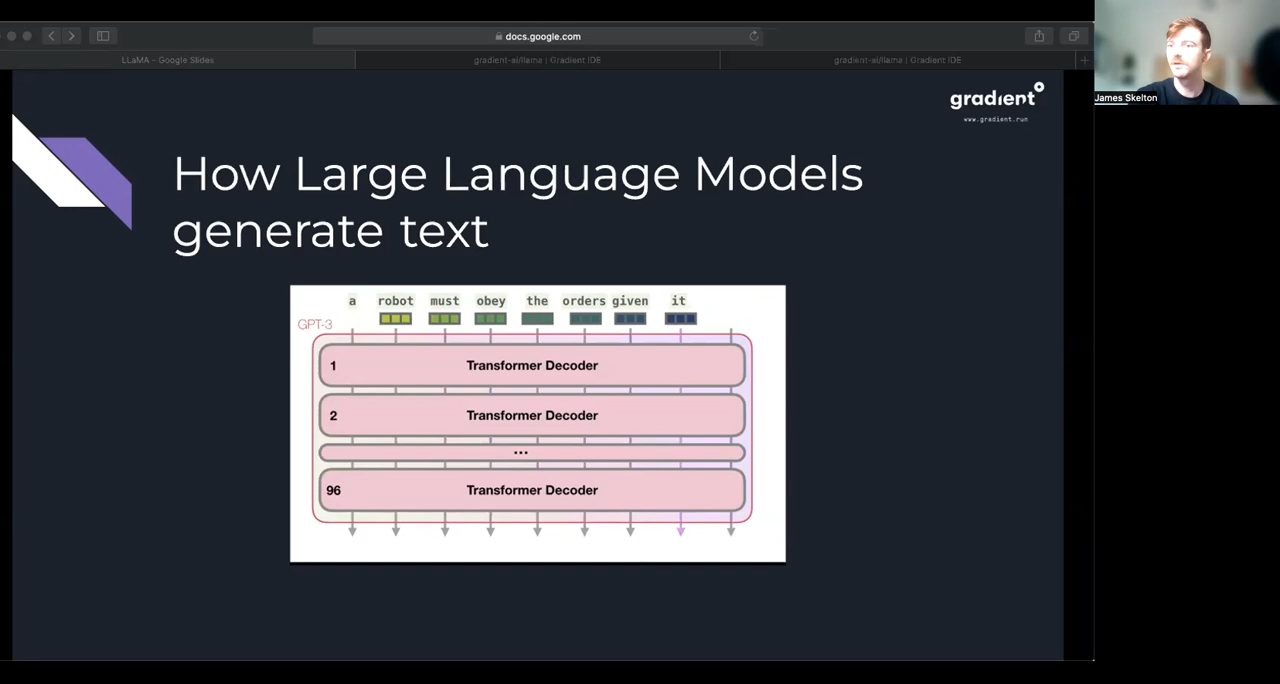 docs.google.com
LLaMA - Google Slides
gradient-ai/llama | Gradient IDE
gradient-ai/llama | Gradient IDE
James Skelton
gradient
www.gradient.run
How Large Language Models
generate text
a robot must obey the orders given it
GPT-3
1 Transformer Decoder
2 Transformer Decoder
...
96 Transformer Decoder